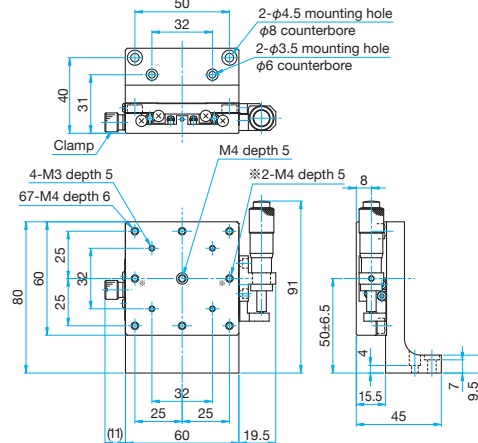 50
32
2-φ4.5 mounting hole
φ8 counterbore
2-φ3.5 mounting hole
φ6 counterbore
40
31
Clamp
M4 depth 5
4-M3 depth 5
※2-M4 depth 5
67-M4 depth 6
8
80
60
25
32
25
※
※
91
50±6.5
4
32
25
25
(11)
60
19.5
15.5
45
7
9.5